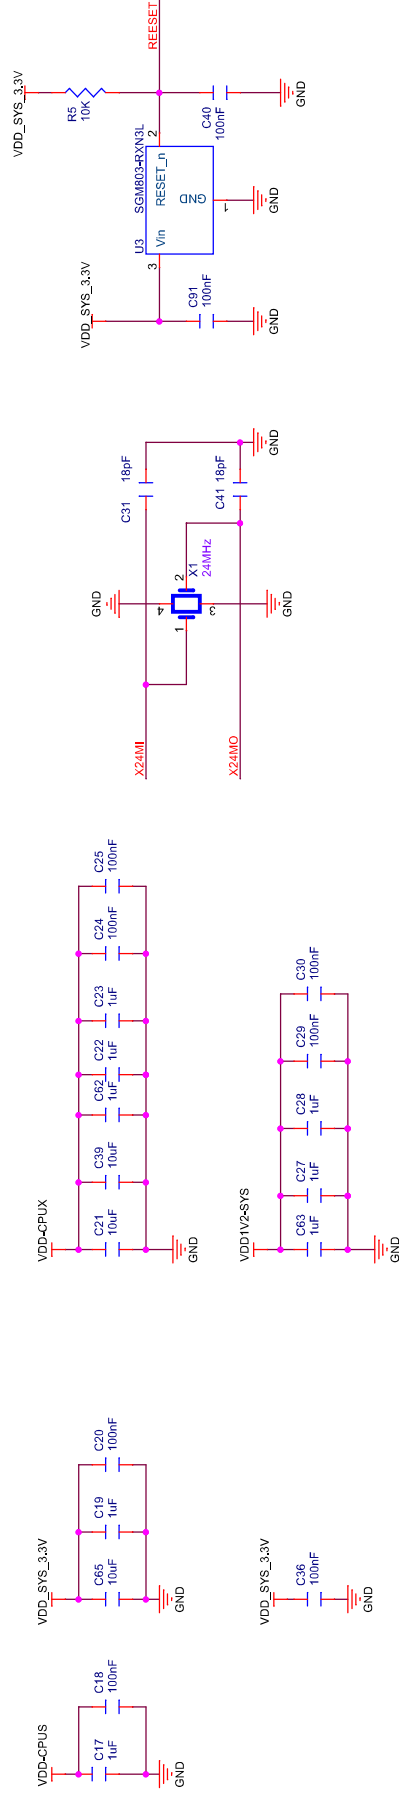 VDD-CPUS
C17
1uF
C18
100nF
GND
VDD_SYS_3.3V
C65
10uF
C19
1uF
C20
100nF
GND
VDD_SYS_3.3V
C36
100nF
GND
VDD-CPUX
C21
10uF
C39
10uF
C62
1uF
C22
1uF
C23
1uF
C24
100nF
C25
100nF
GND
VDD1V2-SYS
C63
1uF
C27
1uF
C28
1uF
C29
100nF
C30
100nF
GND
X24MI
X24MO
GND
4
1
2
3
X1
24MHz
GND
C31
18pF
C41
18pF
GND
VDD_SYS_3.3V
C91
100nF
GND
3
U3
SGM803-RXN3L
Vin
RESET_n
GND
1
GND
2
VDD_SYS_3.3V
R5
10K
C40
100nF
GND
REESET